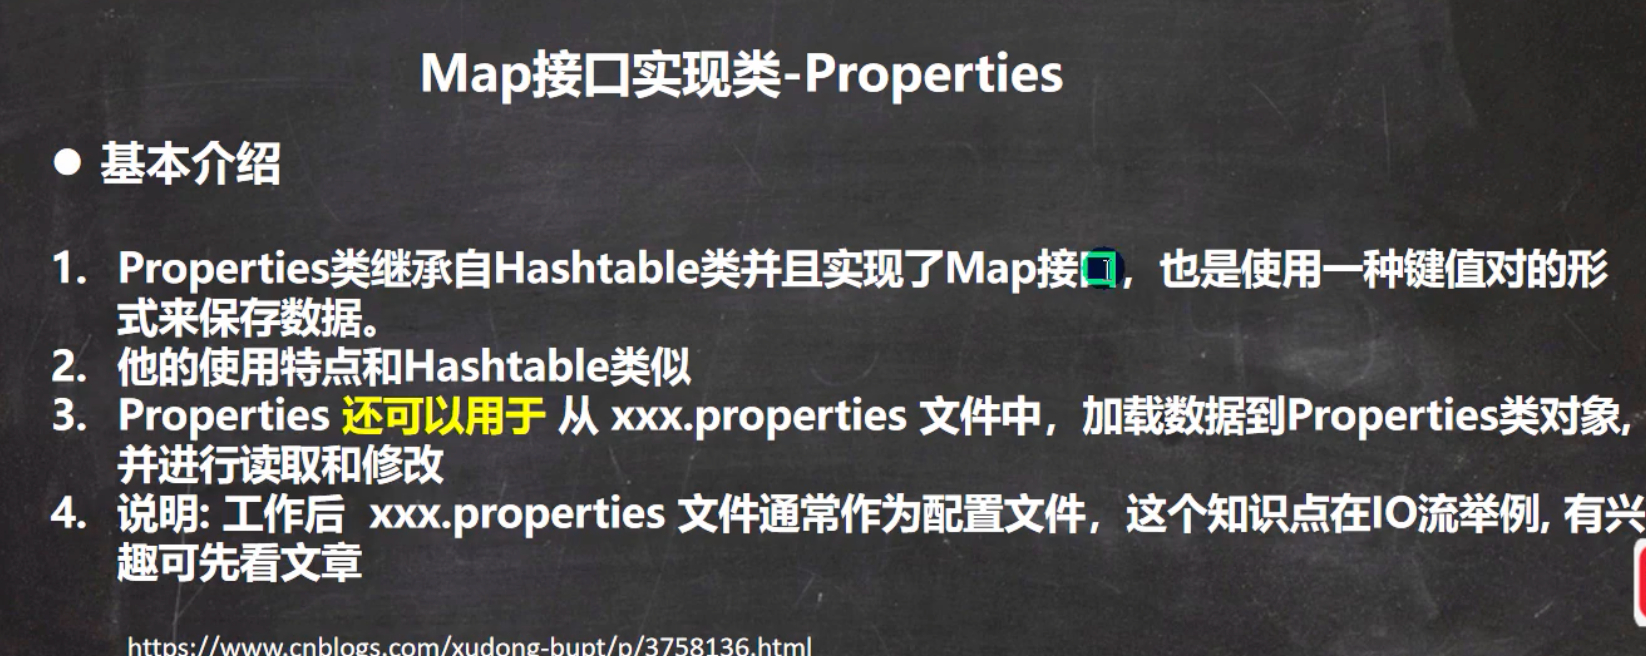 Map接口实现类-Properties
● 基本介绍
1. Properties类继承自Hashtable类并且实现了Map接口，也是使用一种键值对的形
式来保存数据。
2. 他的使用特点和Hashtable类似
3. Properties 还可以用于 从 xxx.properties 文件中，加载数据到Properties类对象,
并进行读取和修改
4. 说明: 工作后 xxx.properties 文件通常作为配置文件，这个知识点在IO流举例, 有兴
趣可先看文章
https://www.cnblogs.com/xudong-bupt/p/3758136.html